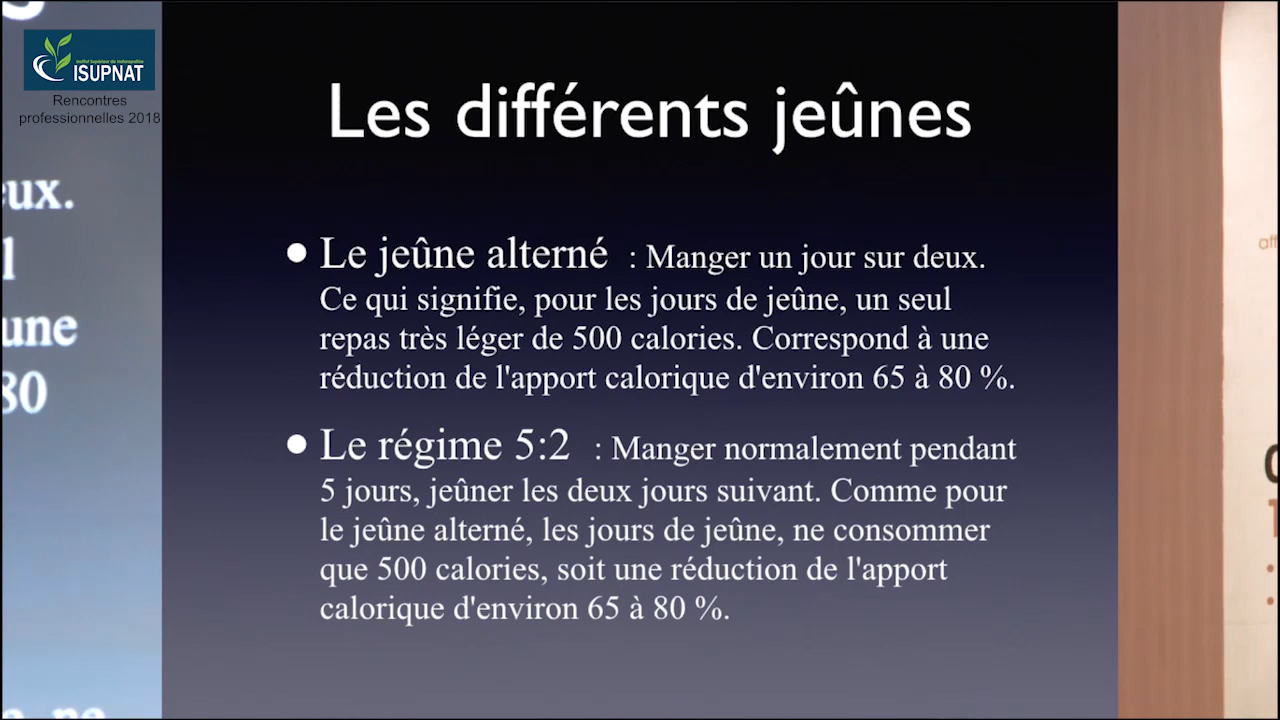 ISUPNAT
Rencontres
professionnelles 2018
Les différents jeûnes
• Le jeûne alterné : Manger un jour sur deux.
Ce qui signifie, pour les jours de jeûne, un seul
repas très léger de 500 calories. Correspond à une
réduction de l'apport calorique d'environ 65 à 80 %.
• Le régime 5:2 : Manger normalement pendant
5 jours, jeûner les deux jours suivant. Comme pour
le jeûne alterné, les jours de jeûne, ne consommer
que 500 calories, soit une réduction de l'apport
calorique d'environ 65 à 80 %.
eux.
l
une
80